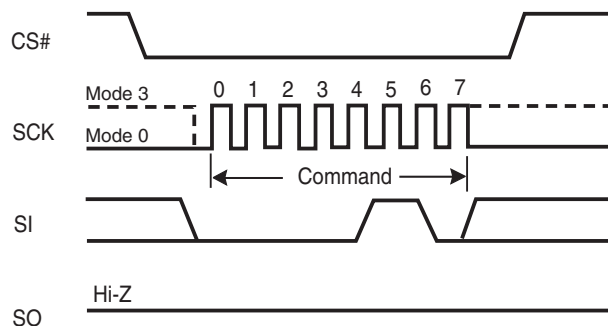 CS#
Mode 3
0 1 2 3 4 5 6 7
SCK
Mode 0
Command
SI
Hi-Z
SO